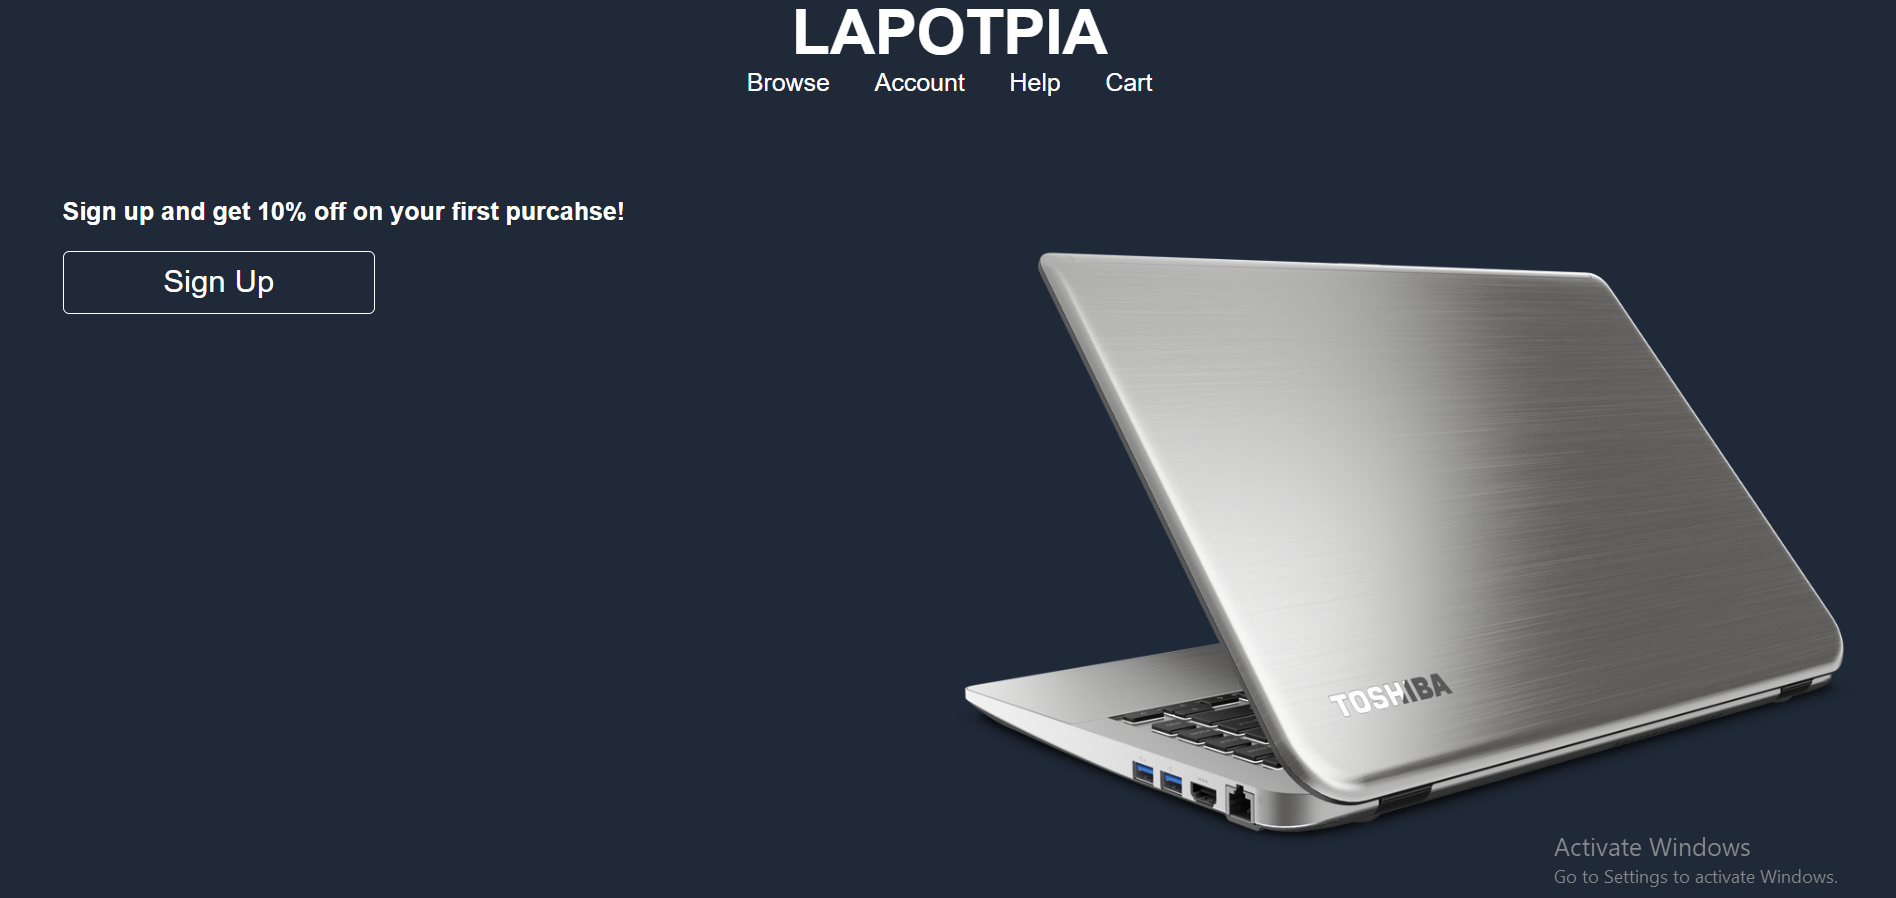 LAPOTPIA
Browse Account Help Cart
Sign up and get 10% off on your first purcahse!
Sign Up
TOSHIBA
Activate Windows
Go to Settings to activate Windows.